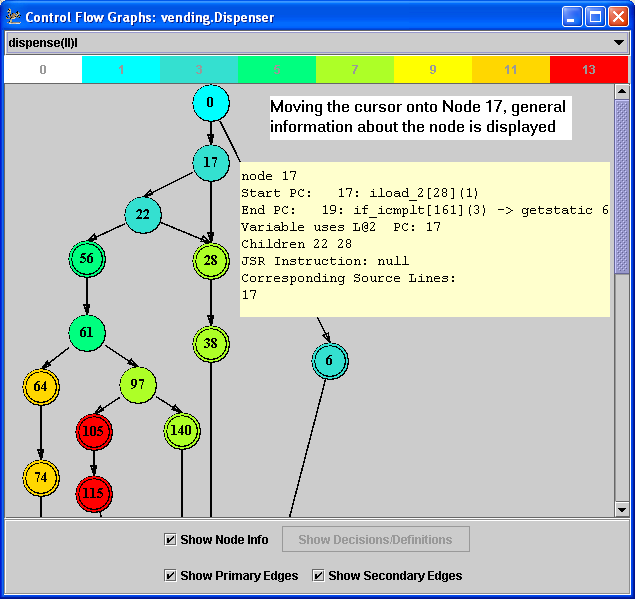 Control Flow Graphs: vending.Dispenser
dispense(II)I
0 1 3 5 7 9 11 13
0
Moving the cursor onto Node 17, general
information about the node is displayed
17
node 17
Start PC: 17: iload_2[28](1)
End PC: 19: if_icmplt[161](3) -> getstatic 6
Variable uses L@2 PC: 17
Children 22 28
JSR Instruction: null
Corresponding Source Lines:
17
22
56
28
61
38
6
64
97
105
140
74
115
Show Node Info
Show Decisions/Definitions
Show Primary Edges
Show Secondary Edges